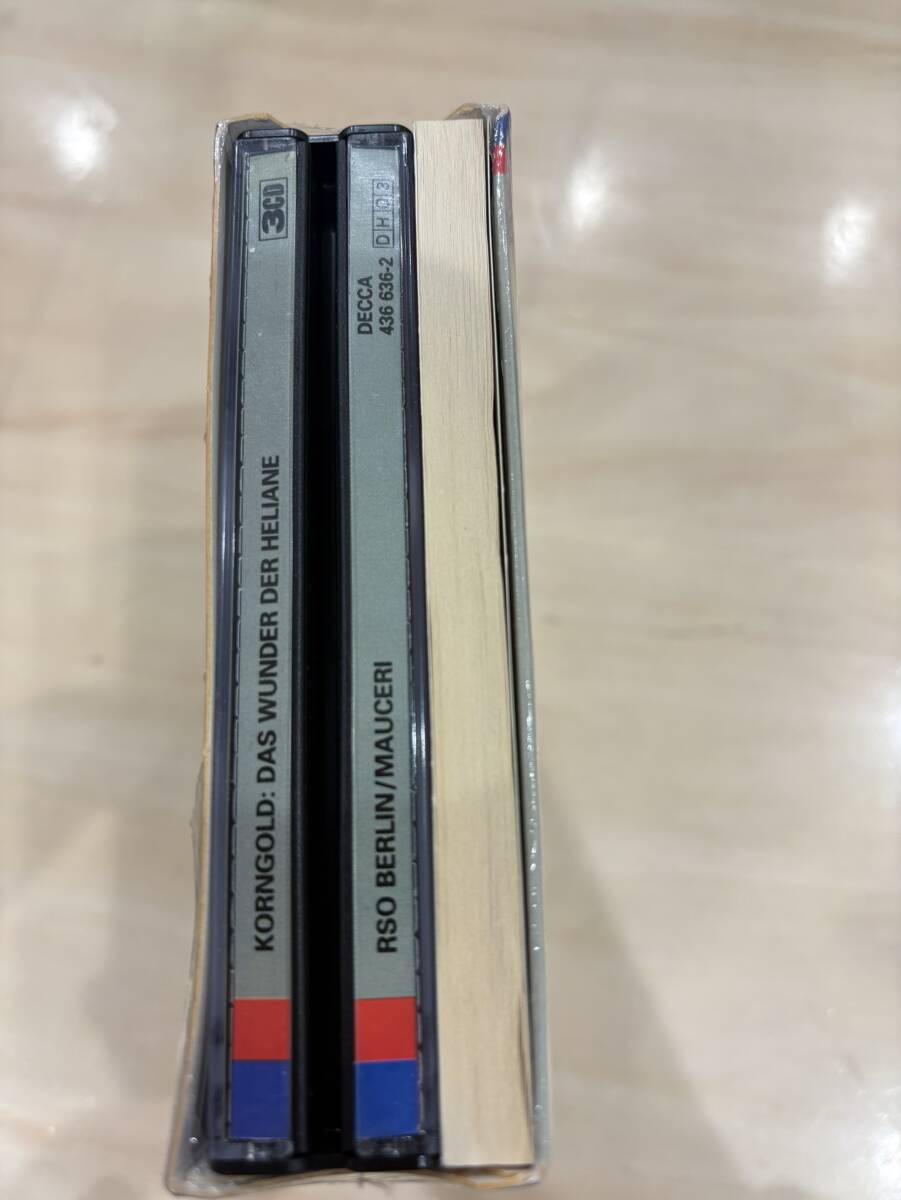 KORNGOLD: DAS WUNDER DER HELIANE
3CD
RSO BERLIN/MAUCERI
DECCA
436 636-2 DH03